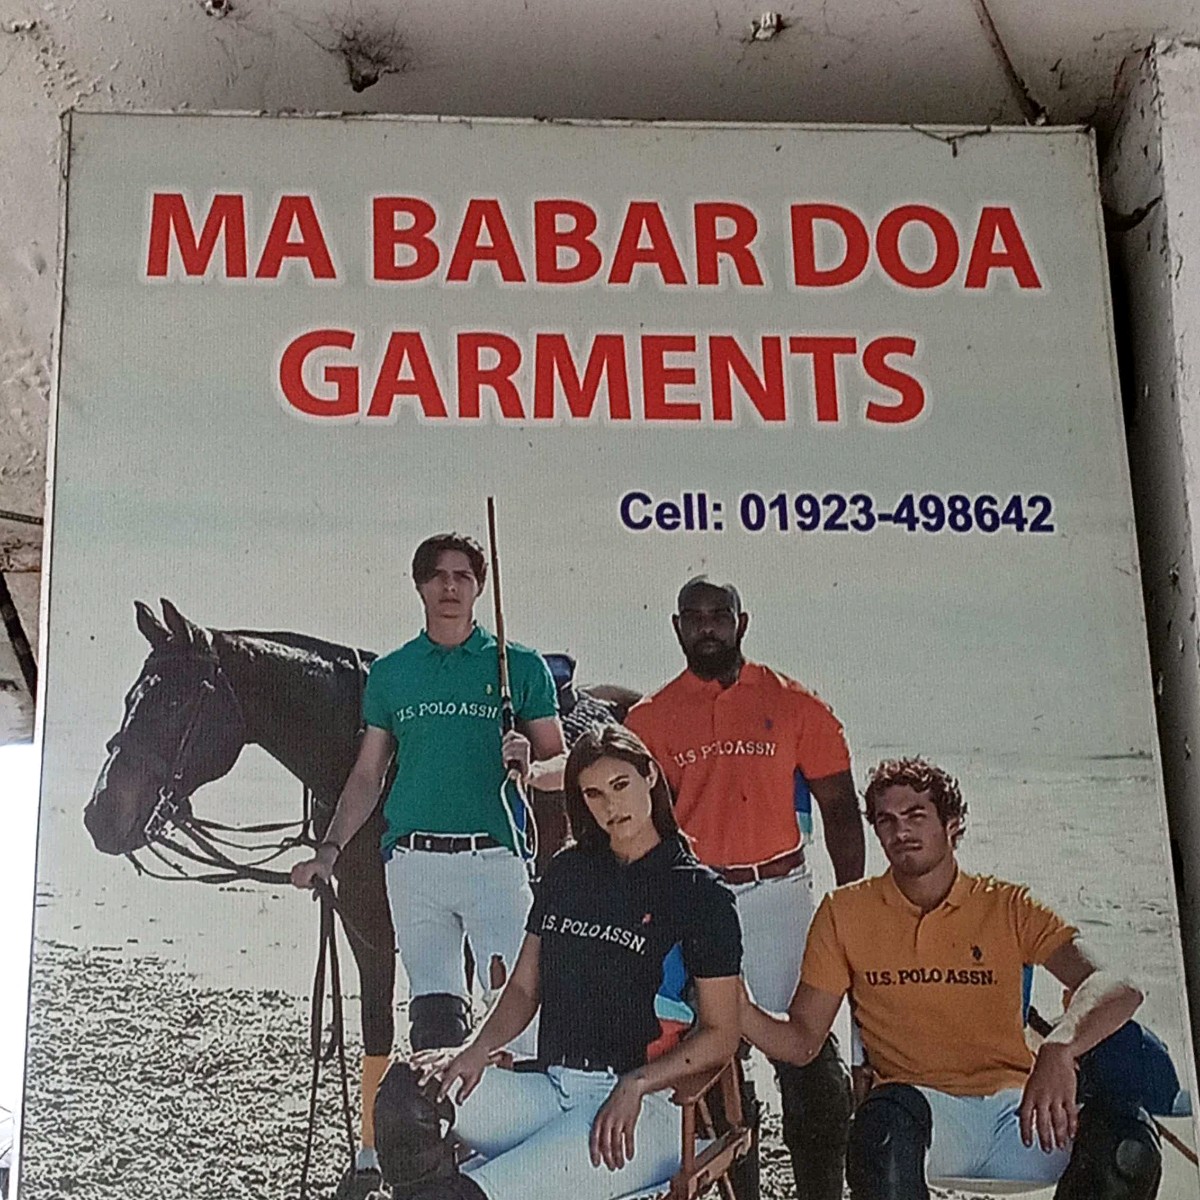 MA BABAR DOA
GARMENTS
Cell: 01923-498642
U.S. POLO ASSN
U.S POLO ASSN
.S. POLO ASSN.
U.S. POLO ASSN.